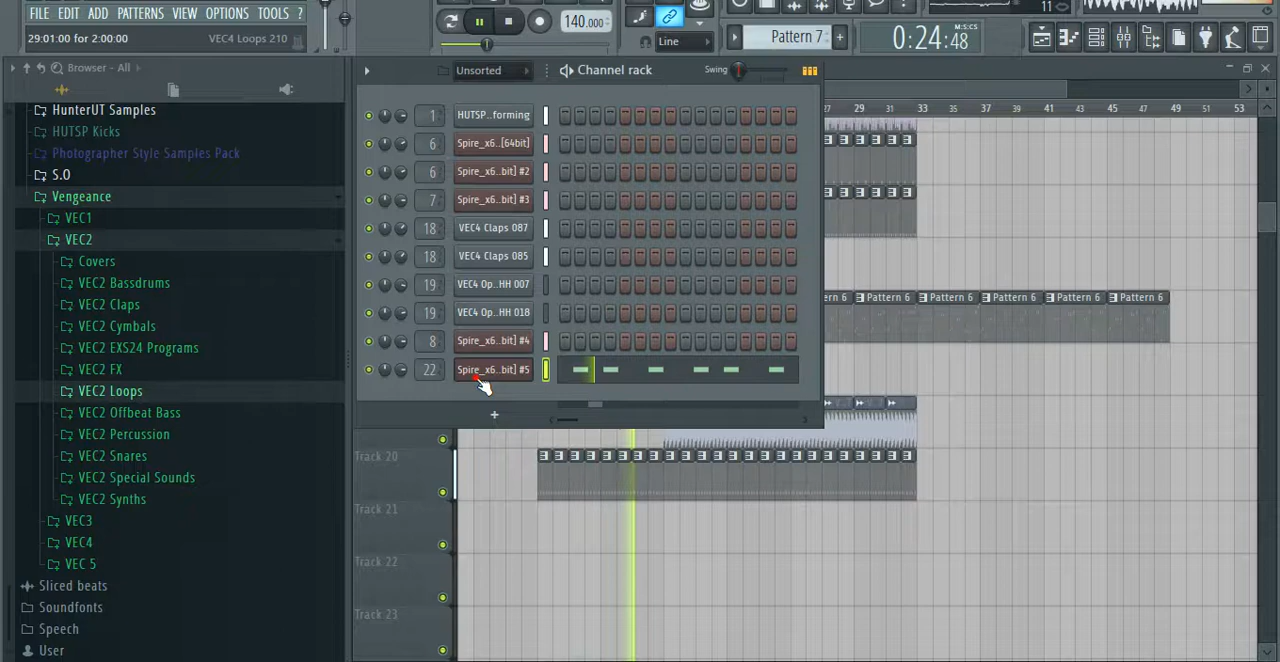 FILE EDIT PATTERNS VIEW OPTIONS TOOLS ?
29:01:00 for 2:00:00 VEC4 Loops 210
140.000
Line
Pattern 7
0:24:48
M:S:CS
11
Browser - All
HunterUT Samples
HUTSP Kicks
Photographer Style Samples Pack
S.O
Vengeance
VEC1
VEC2
Covers
VEC2 Bassdrums
VEC2 Claps
VEC2 Cymbals
VEC2 EXS24 Programs
VEC2 FX
VEC2 Loops
VEC2 Offbeat Bass
VEC2 Percussion
VEC2 Snares
VEC2 Special Sounds
VEC2 Synths
VEC3
VEC4
VEC 5
Sliced beats
Soundfonts
Speech
User
Unsorted
Channel rack
Swing
1 HUTSP..forming
6 Spire_x6..[64bit]
6 Spire_x6..bit] #2
7 Spire_x6..bit] #3
18 VEC4 Claps 087
18 VEC4 Claps 085
19 VEC4 Op..HH 007
19 VEC4 Op..HH 018
8 Spire_x6..bit] #4
22 Spire_x6..bit] #5
+
27 29 31 33 35 37 39 41 43 45 47 49 51 53
Pattern 6 Pattern 6 Pattern 6 Pattern 6 Pattern 6
Track 20
Track 21
Track 22
Track 23